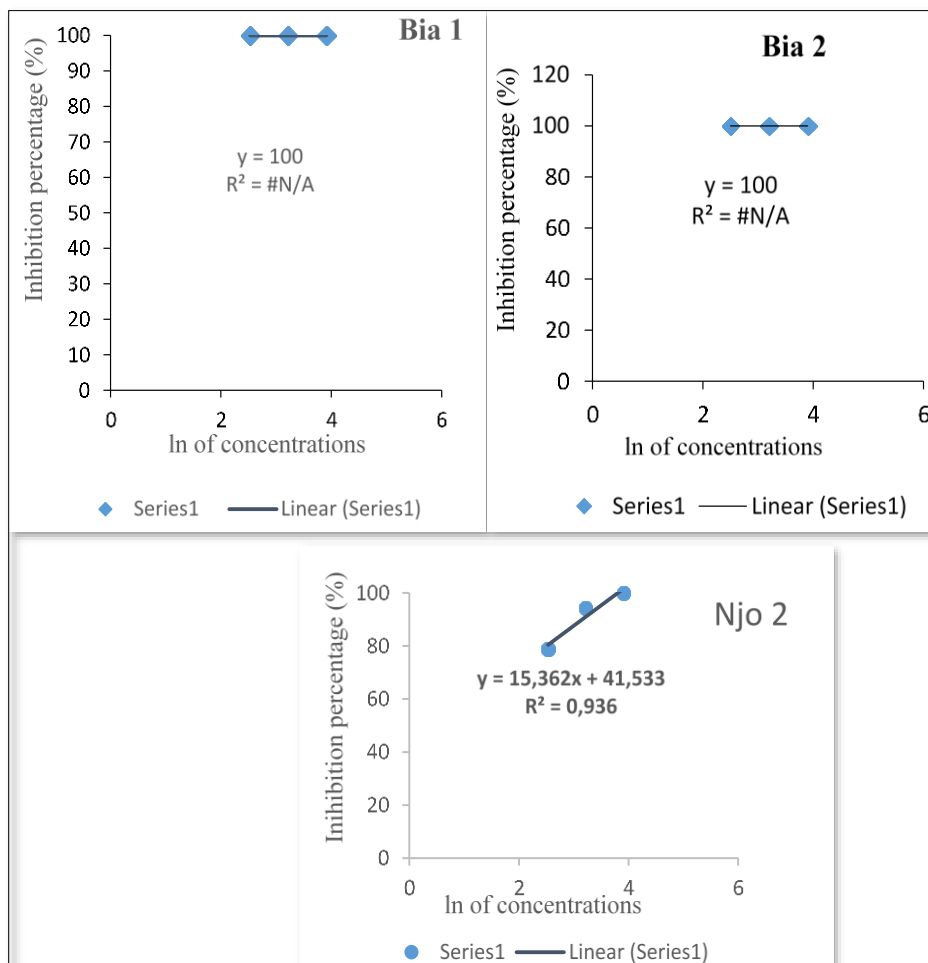 Bia 1
Inhibition percentage (%)
100
90
80
70
60
50
40
30
20
10
0
y = 100
R² = #N/A
0 2 4 6
ln of concentrations
Series1 Linear (Series1)
Bia 2
Inhibition percentage (%)
120
100
80
60
40
20
0
y = 100
R² = #N/A
0 2 4 6
ln of concentrations
Series1 Linear (Series1)
Njo 2
Inihibition percentage (%)
100
80
60
40
20
0
y = 15,362x + 41,533
R² = 0,936
0 2 4 6
ln of concentrations
Series1 Linear (Series1)